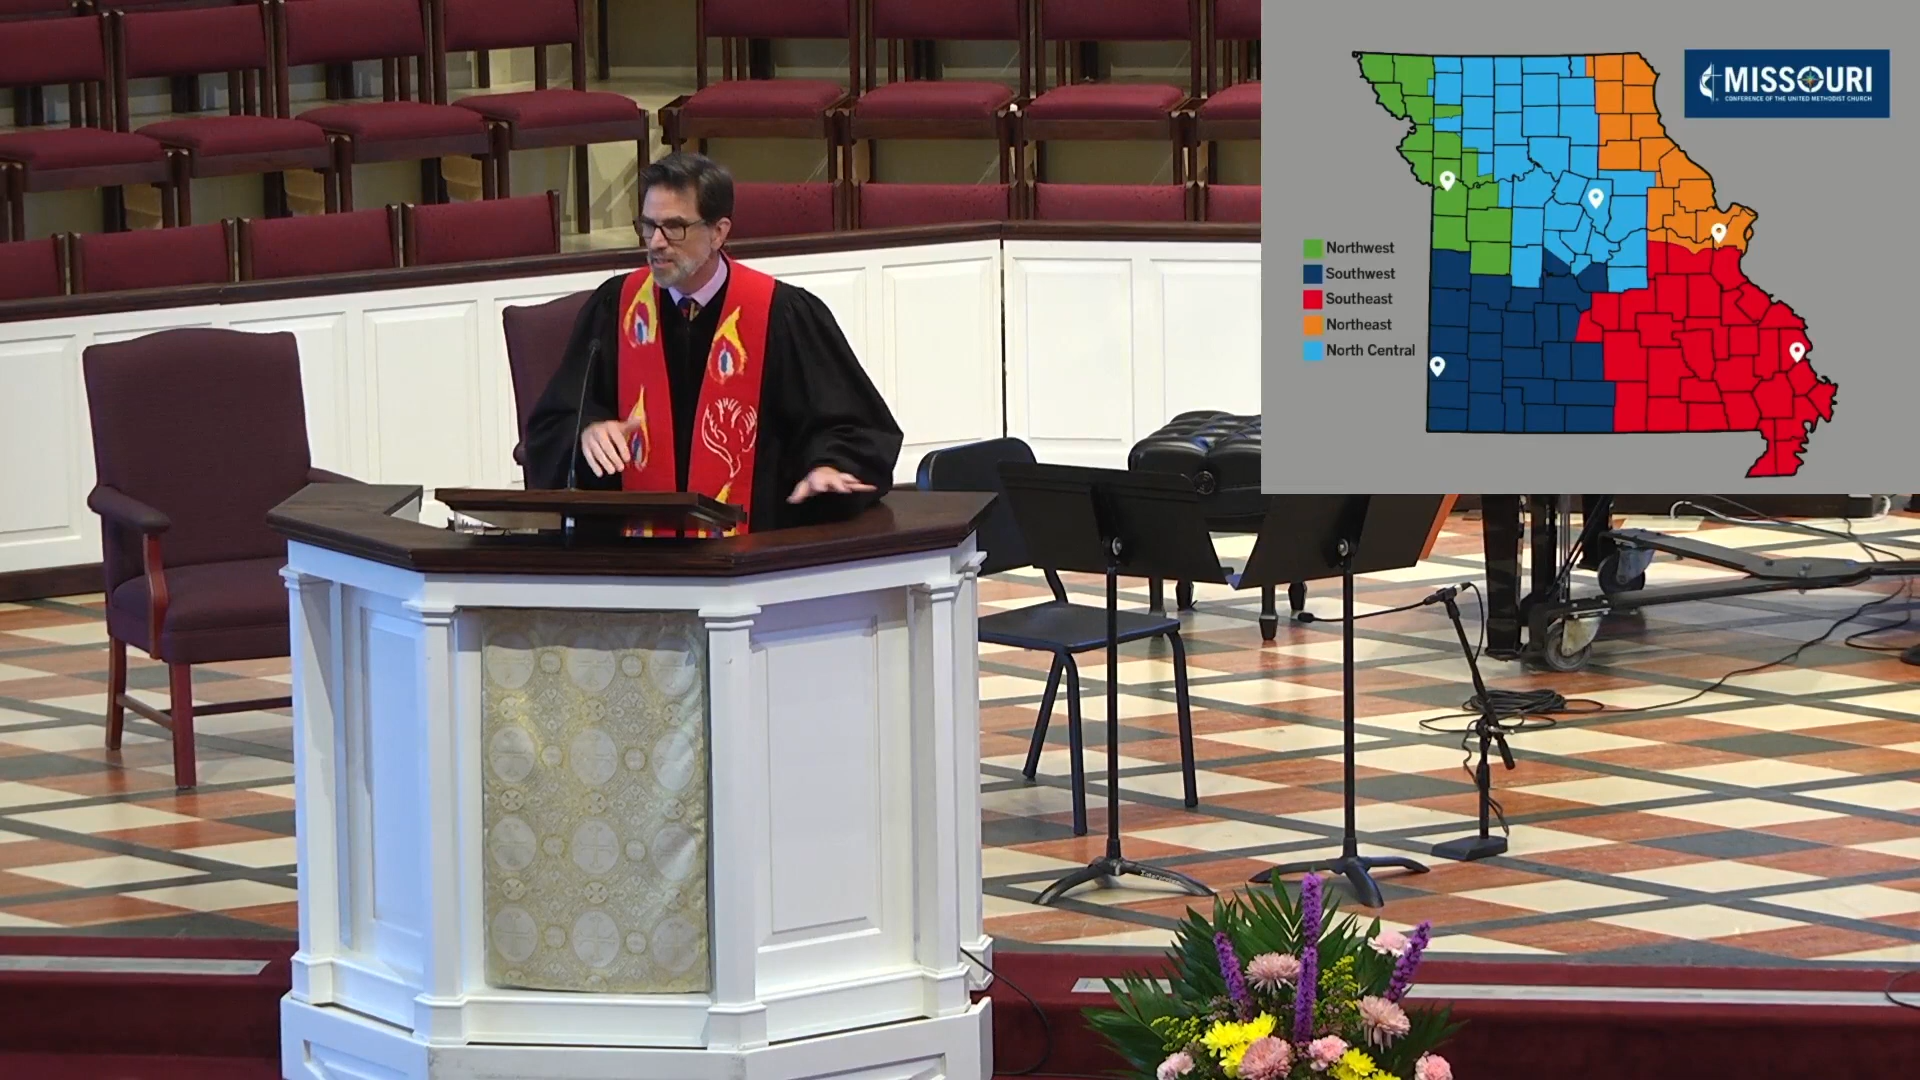 MISSOURI
CONFERENCE OF THE UNITED METHODIST CHURCH
Northwest
Southwest
Southeast
Northeast
North Central